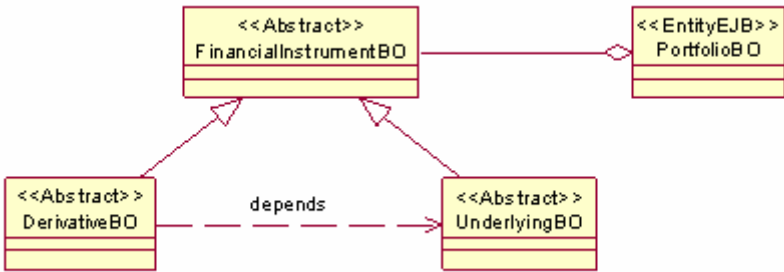 <<Abstract>>
FinancialInstrumentBO
<<EntityEJB>>
PortfolioBO
<<Abstract>>
DerivativeBO
depends
<<Abstract>>
UnderlyingBO